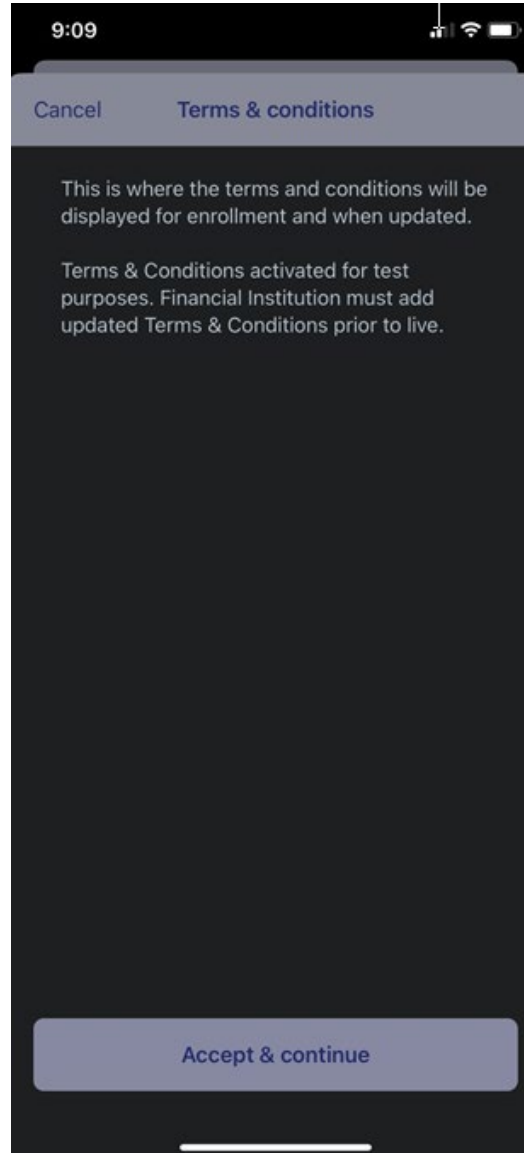 9:09
Cancel Terms & conditions
This is where the terms and conditions will be
displayed for enrollment and when updated.
Terms & Conditions activated for test
purposes. Financial Institution must add
updated Terms & Conditions prior to live.
Accept & continue